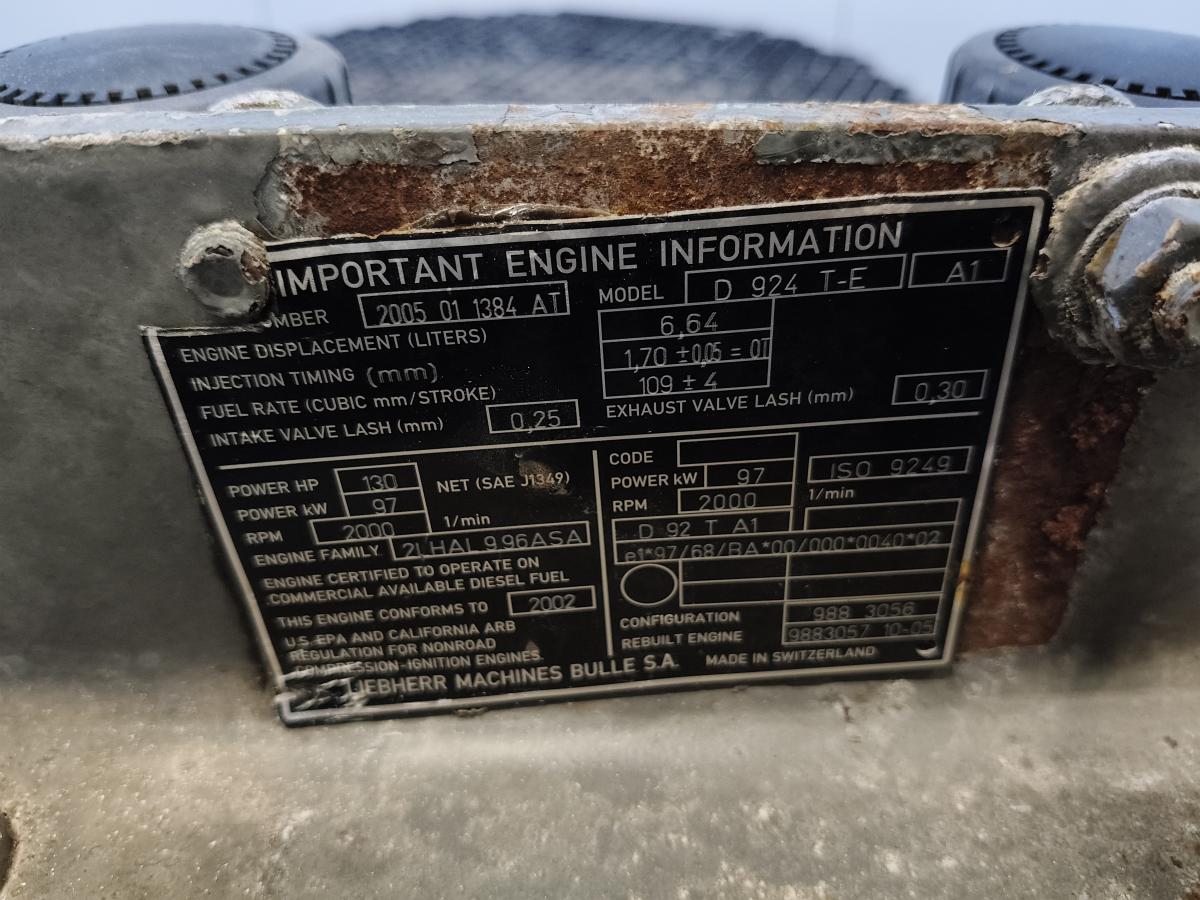 IMPORTANT ENGINE INFORMATION
MBER 2005 01 1384 AT MODEL D 924 T-E A1
ENGINE DISPLACEMENT (LITERS) 6,64
INJECTION TIMING (mm) 1,70 ±0,05 = OT
FUEL RATE (CUBIC mm/STROKE) 109 ± 4
INTAKE VALVE LASH (mm) 0,25 EXHAUST VALVE LASH (mm) 0,30
POWER HP 130 NET (SAE J1349)
POWER kW 97
RPM 2000 1/min
ENGINE FAMILY 2LHAL9.96ASA
ENGINE CERTIFIED TO OPERATE ON
COMMERCIAL AVAILABLE DIESEL FUEL
THIS ENGINE CONFORMS TO 2002
U.S. EPA AND CALIFORNIA ARB
REGULATION FOR NONROAD
COMPRESSION-IGNITION ENGINES.
CODE
POWER kW 97 ISO 9249
RPM 2000 1/min
D 92 T A1
e1*97/68/BA*00/000*0040*02
CONFIGURATION 988 3056
REBUILT ENGINE 9883057 10-05
LIEBHERR MACHINES BULLE S.A. MADE IN SWITZERLAND